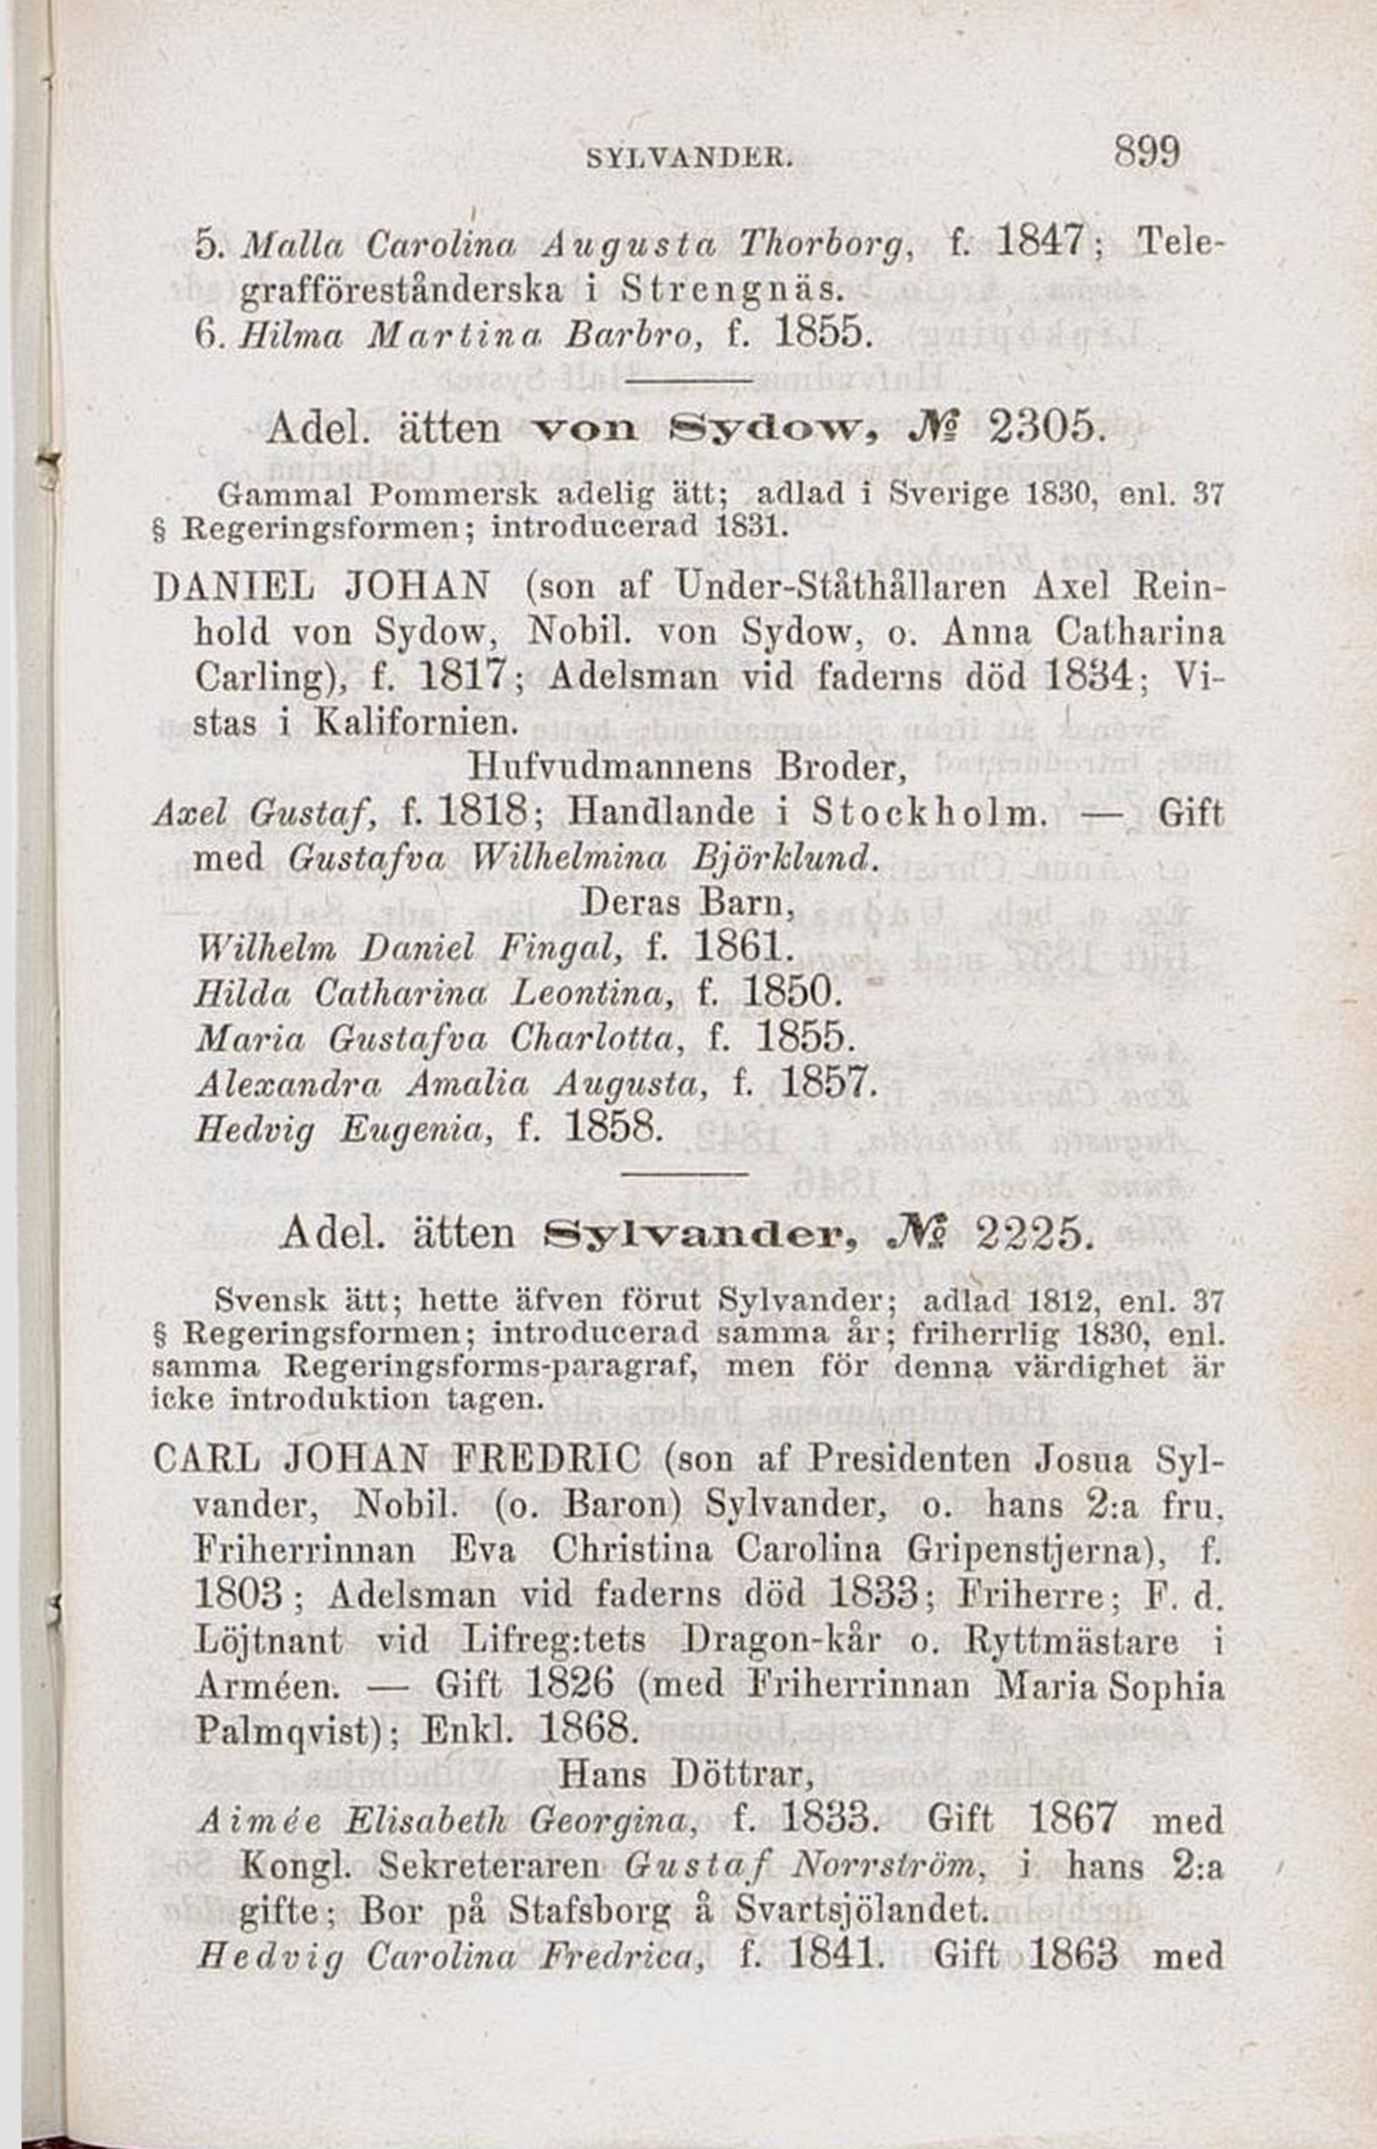 SYLVANDER. 899
5. Malla Carolina Augusta Thorborg, f. 1847; Tele-
grafföreståndderska i Strengnäs.
6. Hilma Martina Barbro, f. 1855.
Adel. ätten von Sydow, № 2305.
Gammal Pommersk adelig ätt; adlad i Sverige 1830, enl. 37
§ Regeringsformen; introducerad 1831.
DANIEL JOHAN (son af Under-Ståthållaren Axel Rein-
hold von Sydow, Nobil. von Sydow, o. Anna Catharina
Carling), f. 1817; Adelsman vid faderns död 1834; Vi-
stas i Kalifornien.
Hufvudmannens Broder,
Axel Gustaf, f. 1818; Handlande i Stockholm. — Gift
med Gustafva Wilhelmina Björklund.
Deras Barn,
Wilhelm Daniel Fingal, f. 1861.
Hilda Catharina Leontina, f. 1850.
Maria Gustafva Charlotta, f. 1855.
Alexandra Amalia Augusta, f. 1857.
Hedvig Eugenia, f. 1858.
Adel. ätten Sylvander, № 2225.
Svensk ätt; hette äfven förut Sylvander; adlad 1812, enl. 37
§ Regeringsformen; introducerad samma år; friherrlig 1830, enl.
samma Regeringsforms-paragraf, men för denna värdighet är
icke introduktion tagen.
CARL JOHAN FREDRIC (son af Presidenten Josua Syl-
vander, Nobil. (o. Baron) Sylvander, o. hans 2:a fru,
Friherrinnan Eva Christina Carolina Gripenstjerna), f.
1803; Adelsman vid faderns död 1833; Friherre; F. d.
Löjtnant vid Lifreg:tets Dragon-kår o. Ryttmästare i
Arméen. — Gift 1826 (med Friherrinnan Maria Sophia
Palmqvist); Enkl. 1868.
Hans Döttrar,
Aimée Elisabeth Georgina, f. 1833. Gift 1867 med
Kongl. Sekreteraren Gustaf Norrström, i hans 2:a
gifte; Bor på Stafsborg å Svartsjölandet.
Hedvig Carolina Fredrica, f. 1841. Gift 1863 med